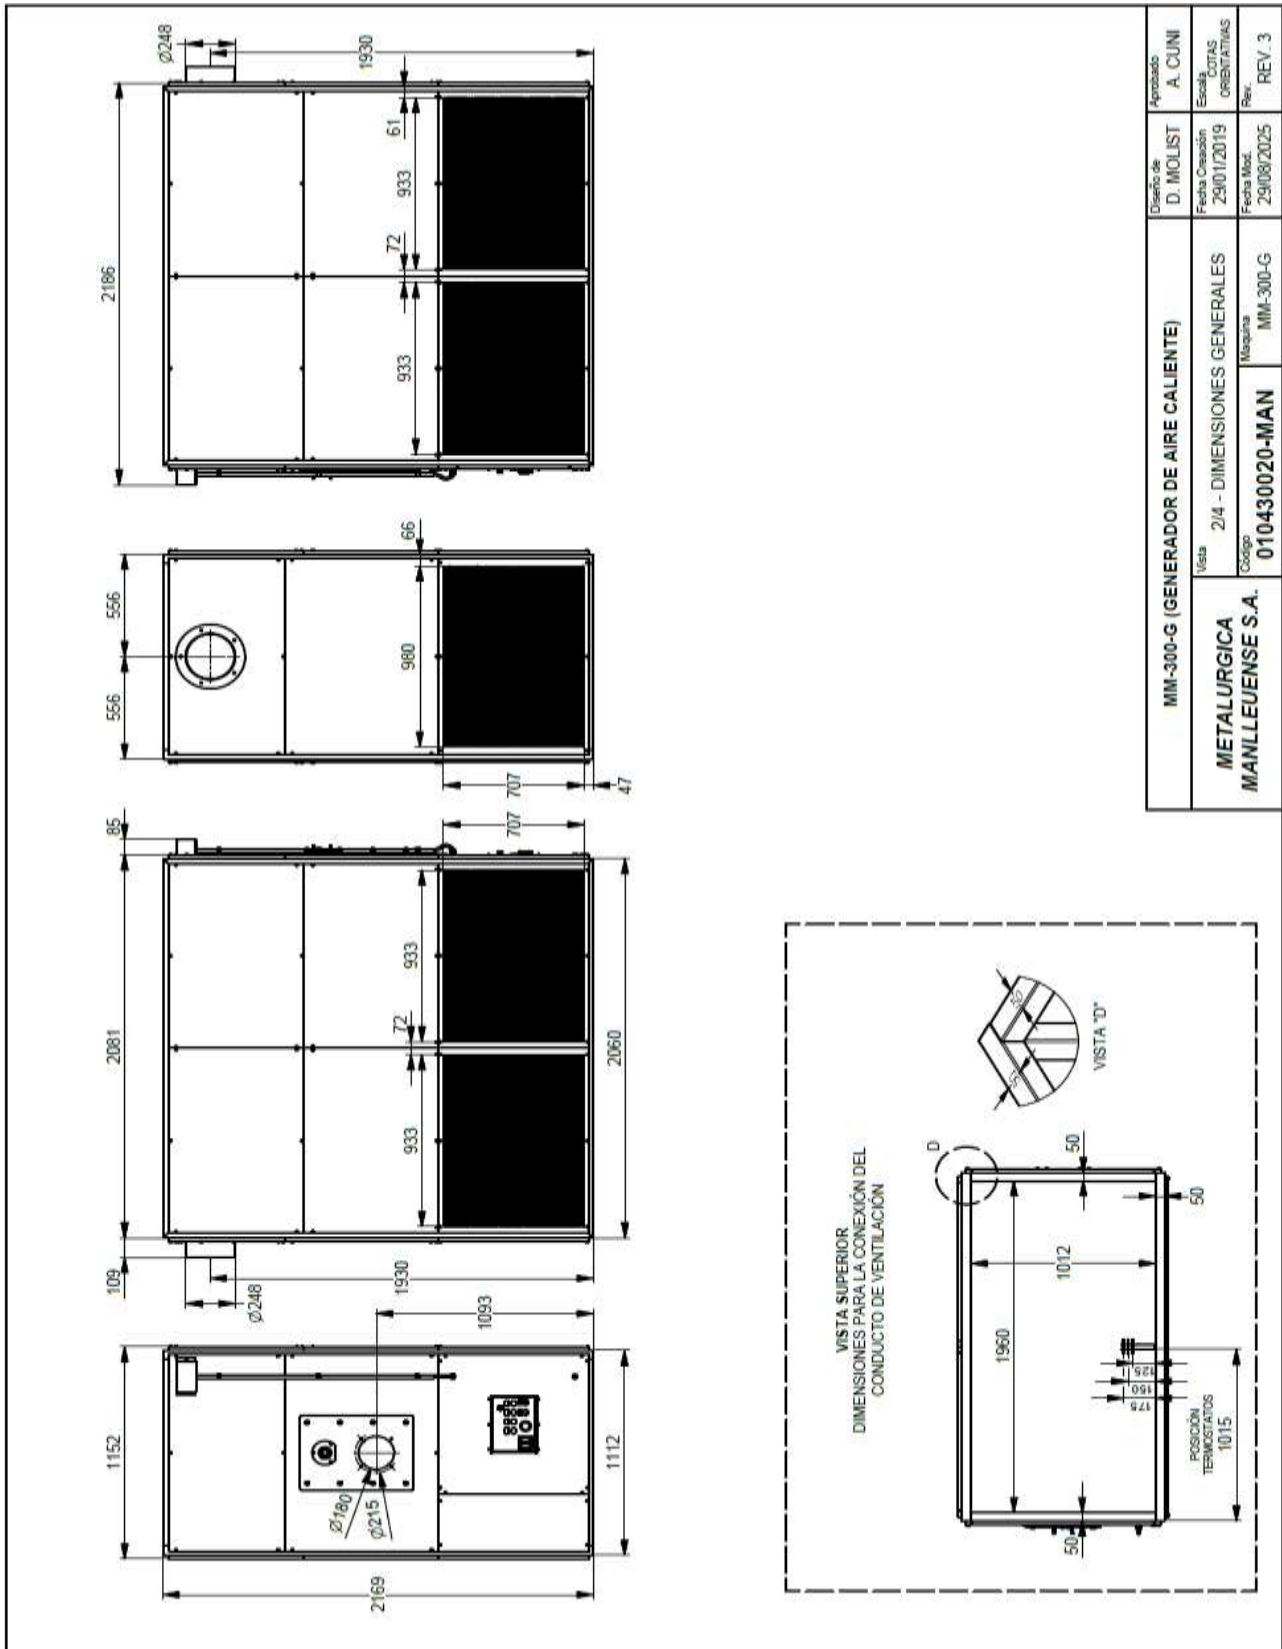 1152
2169
1112
1093
Ø180
Ø215
109
2081
85
Ø248
1930
933
72
933
707
2060
556
556
980
66
707
47
2186
Ø248
1930
933
72
933
61
VISTA SUPERIOR
DIMENSIONES PARA LA CONEXIÓN DEL
CONDUCTO DE VENTILACIÓN
D
50
1960
50
1012
50
175
150
125
POSICIÓN
TERMOSTATOS
1015
VISTA "D"
MM-300-G (GENERADOR DE AIRE CALIENTE)
Diseño de
D. MOLIST
Aprobado
A. CUNI
METALURGICA
MANLLEUENSE S.A.
Vista
2/4 - DIMENSIONES GENERALES
Fecha Creación
29/01/2019
Escala
COTAS
ORIENTATIVAS
Código
010430020-MAN
Maquina
MM-300-G
Fecha Mod.
29/08/2025
Rev.
REV. 3